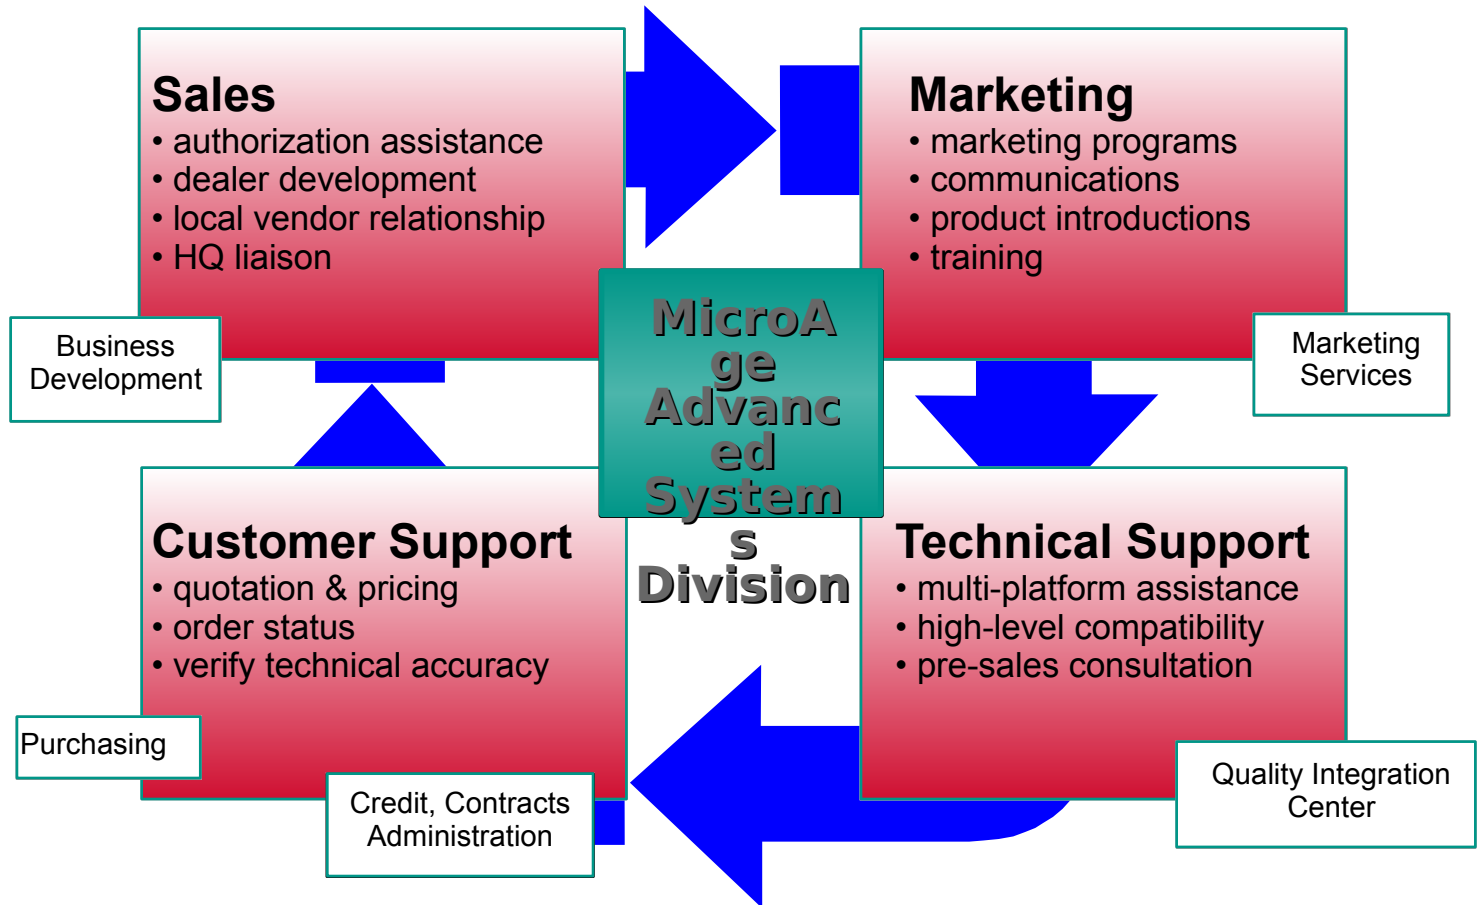 Sales
• authorization assistance
• dealer development
• local vendor relationship
• HQ liaison
Business
Development
Marketing
• marketing programs
• communications
• product introductions
• training
Marketing
Services
MicroA
ge
Advanc
ed
System
s
Division
Customer Support
• quotation & pricing
• order status
• verify technical accuracy
Purchasing
Credit, Contracts
Administration
Technical Support
• multi-platform assistance
• high-level compatibility
• pre-sales consultation
Quality Integration
Center